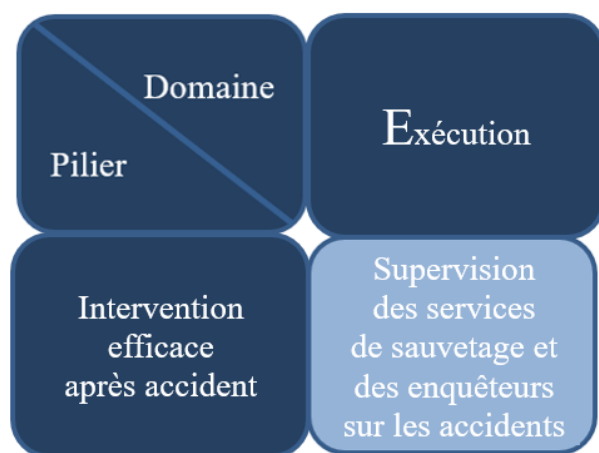 Domaine
Pilier
Exécution
Intervention
efficace
après accident
Supervision
des services
de sauvetage et
des enquêteurs
sur les accidents